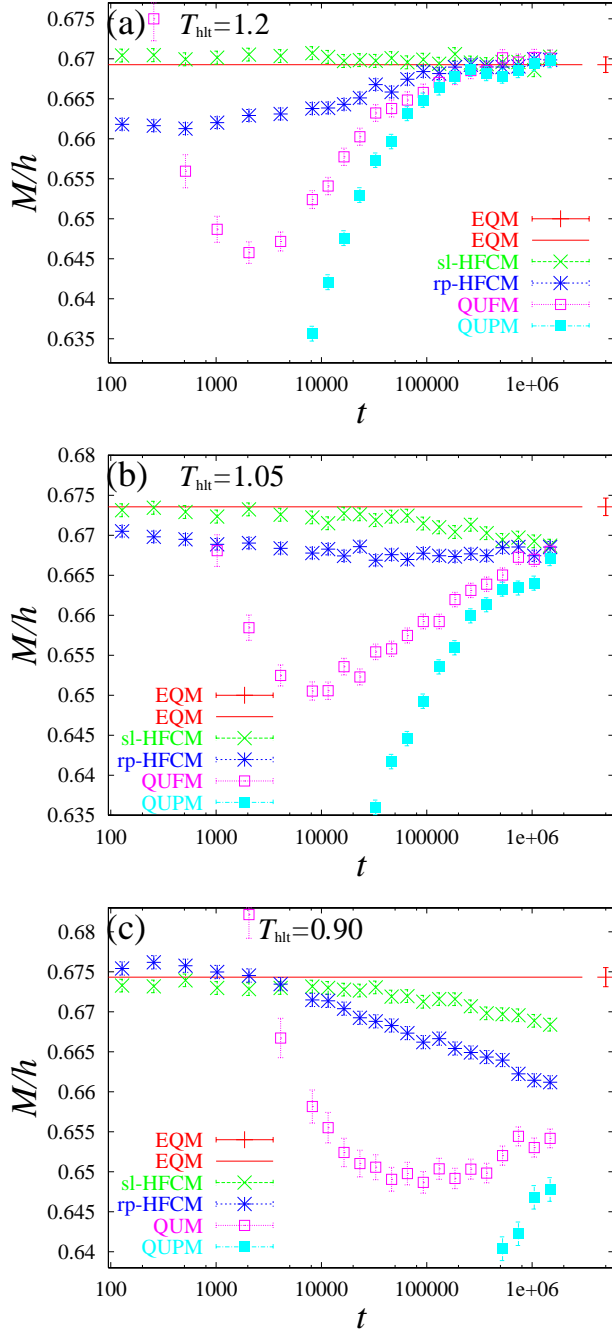 (a) T_hlt=1.2
M/h
0.675
0.67
0.665
0.66
0.655
0.65
0.645
0.64
0.635
EQM
EQM
sl-HFCM
rp-HFCM
QUFM
QUPM
100 1000 10000 100000 1e+06
t
(b) T_hlt=1.05
M/h
0.68
0.675
0.67
0.665
0.66
0.655
0.65
0.645
0.64
0.635
EQM
EQM
sl-HFCM
rp-HFCM
QUFM
QUPM
100 1000 10000 100000 1e+06
t
(c) T_hlt=0.90
M/h
0.68
0.675
0.67
0.665
0.66
0.655
0.65
0.645
0.64
EQM
EQM
sl-HFCM
rp-HFCM
QUM
QUPM
100 1000 10000 100000 1e+06
t